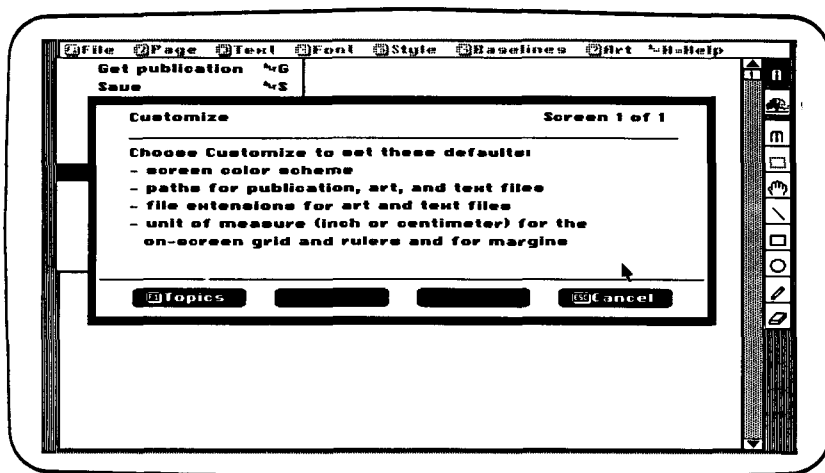 File Page Text Font Style Baselines Art ^H=Help
Get publication ^G
Save ^S
Customize Screen 1 of 1
Choose Customize to set these defaults:
- screen color scheme
- paths for publication, art, and text files
- file extensions for art and text files
- unit of measure (inch or centimeter) for the
on-screen grid and rulers and for margins
F1 Topics ESC Cancel